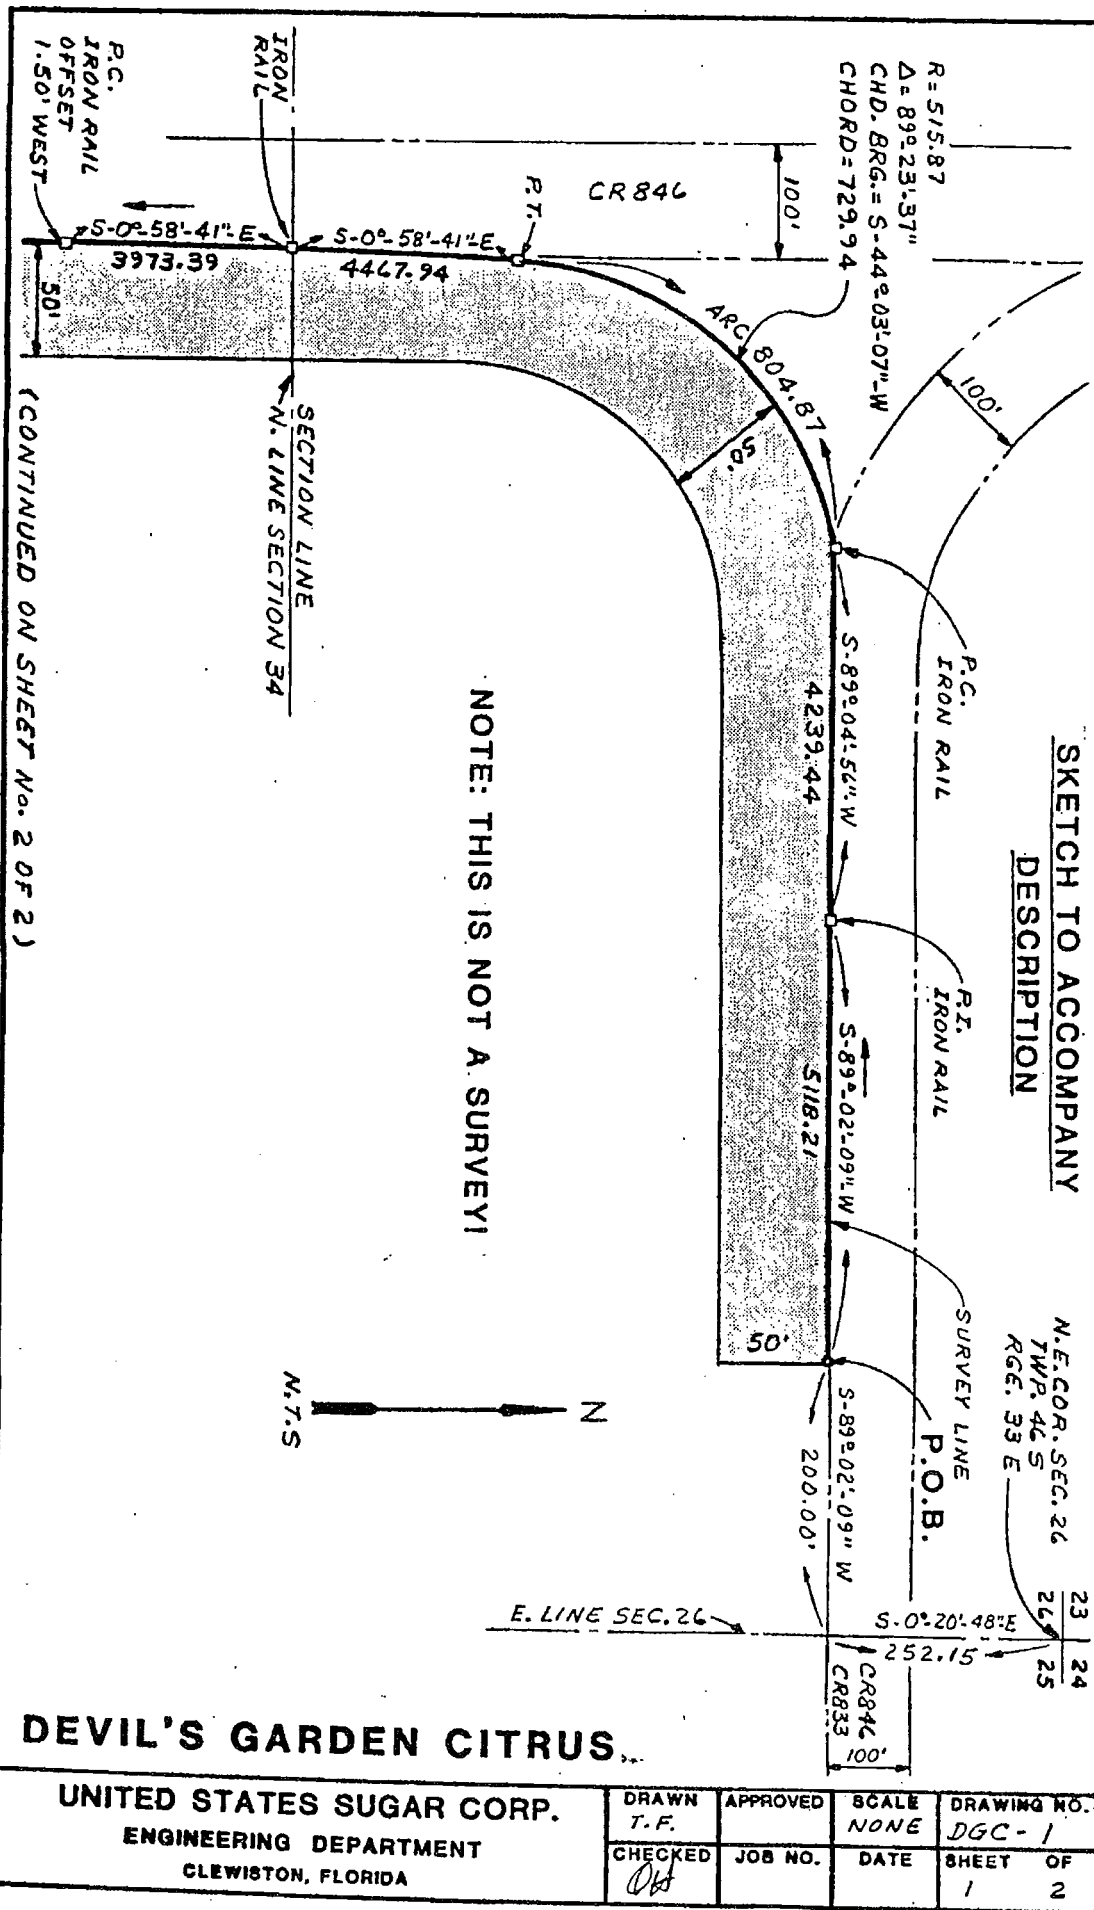 SKETCH TO ACCOMPANY
DESCRIPTION
R=515.87
Δ=89°-23'-37"
CHD. BRG.= S-44°-03'-07"-W
CHORD=729.94
100'
100'
CR 846
P.T.
IRON
RAIL
P.C.
IRON RAIL
OFFSET
1.50' WEST
S-0°-58'-41"-E
3973.39
S-0°-58'-41"-E
4467.94
50'
ARC 804.87
50'
SECTION LINE
N. LINE SECTION 34
(CONTINUED ON SHEET No. 2 OF 2)
P.C.
IRON RAIL
S-89°-04'-56"-W
4239.44
P.I.
IRON RAIL
S-89°-02'-09"-W
5118.21
SURVEY LINE
P.O.B.
50'
S-89°-02'-09" W
200.00'
N.E. COR. SEC. 26
TWP. 46 S
RGE. 33 E
23 24
26 25
E. LINE SEC. 26
S-0°-20'-48"E
252.15
CR846
CR833
100'
NOTE: THIS IS NOT A SURVEY!
N
N.T.S
DEVIL'S GARDEN CITRUS
UNITED STATES SUGAR CORP.
ENGINEERING DEPARTMENT
CLEWISTON, FLORIDA
DRAWN
T.F.
APPROVED
SCALE
NONE
DRAWING NO.
DGC-1
CHECKED
JOB NO.
DATE
SHEET OF
1 2